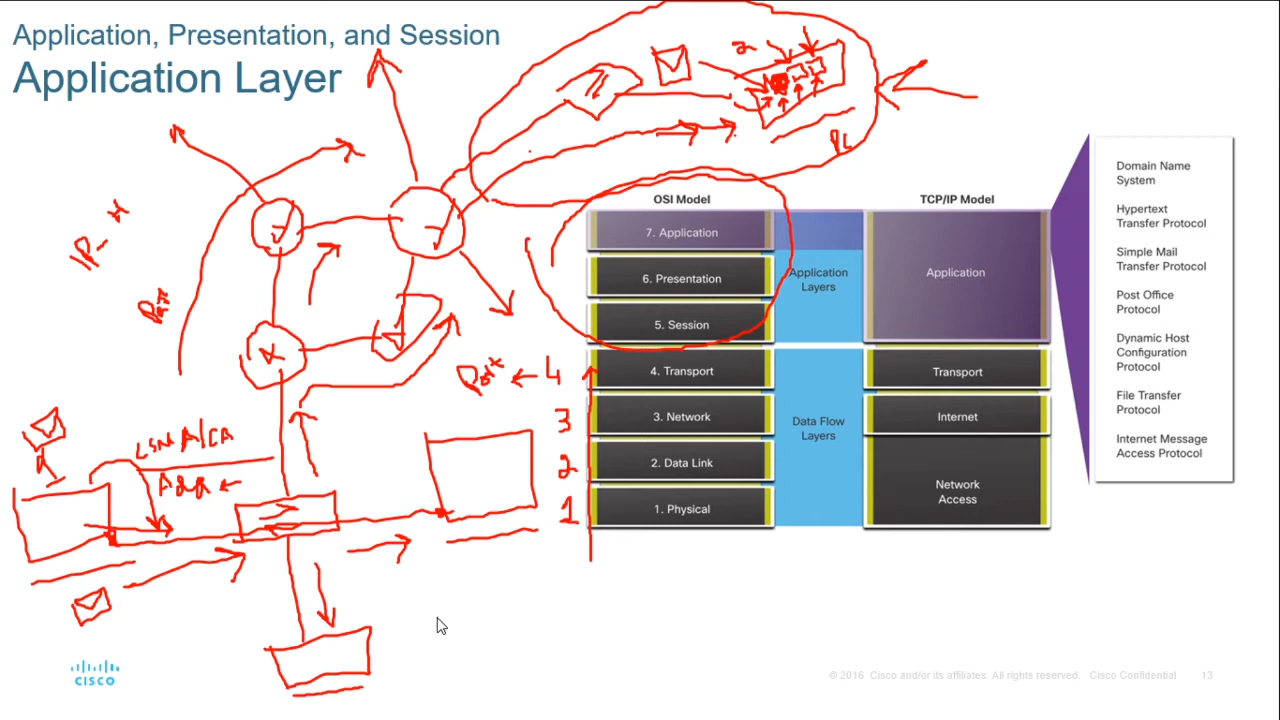 Application, Presentation, and Session
Application Layer
OSI Model
TCP/IP Model
7. Application
6. Presentation
5. Session
4. Transport
3. Network
2. Data Link
1. Physical
Application
Layers
Data Flow
Layers
Application
Transport
Internet
Network
Access
Domain Name
System
Hypertext
Transfer Protocol
Simple Mail
Transfer Protocol
Post Office
Protocol
Dynamic Host
Configuration
Protocol
File Transfer
Protocol
Internet Message
Access Protocol
4
3
2
1
CISCO
© 2016 Cisco and/or its affiliates. All rights reserved. Cisco Confidential 13